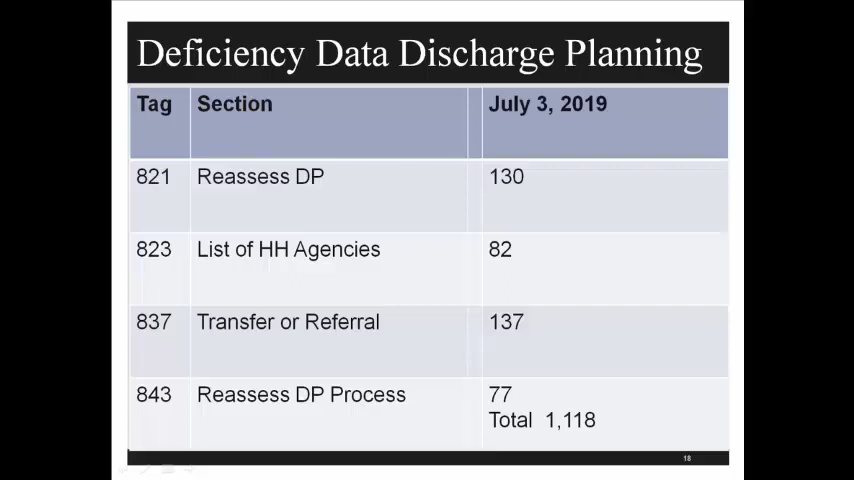 Deficiency Data Discharge Planning
Tag Section July 3, 2019
821 Reassess DP 130
823 List of HH Agencies 82
837 Transfer or Referral 137
843 Reassess DP Process 77
Total 1,118
18